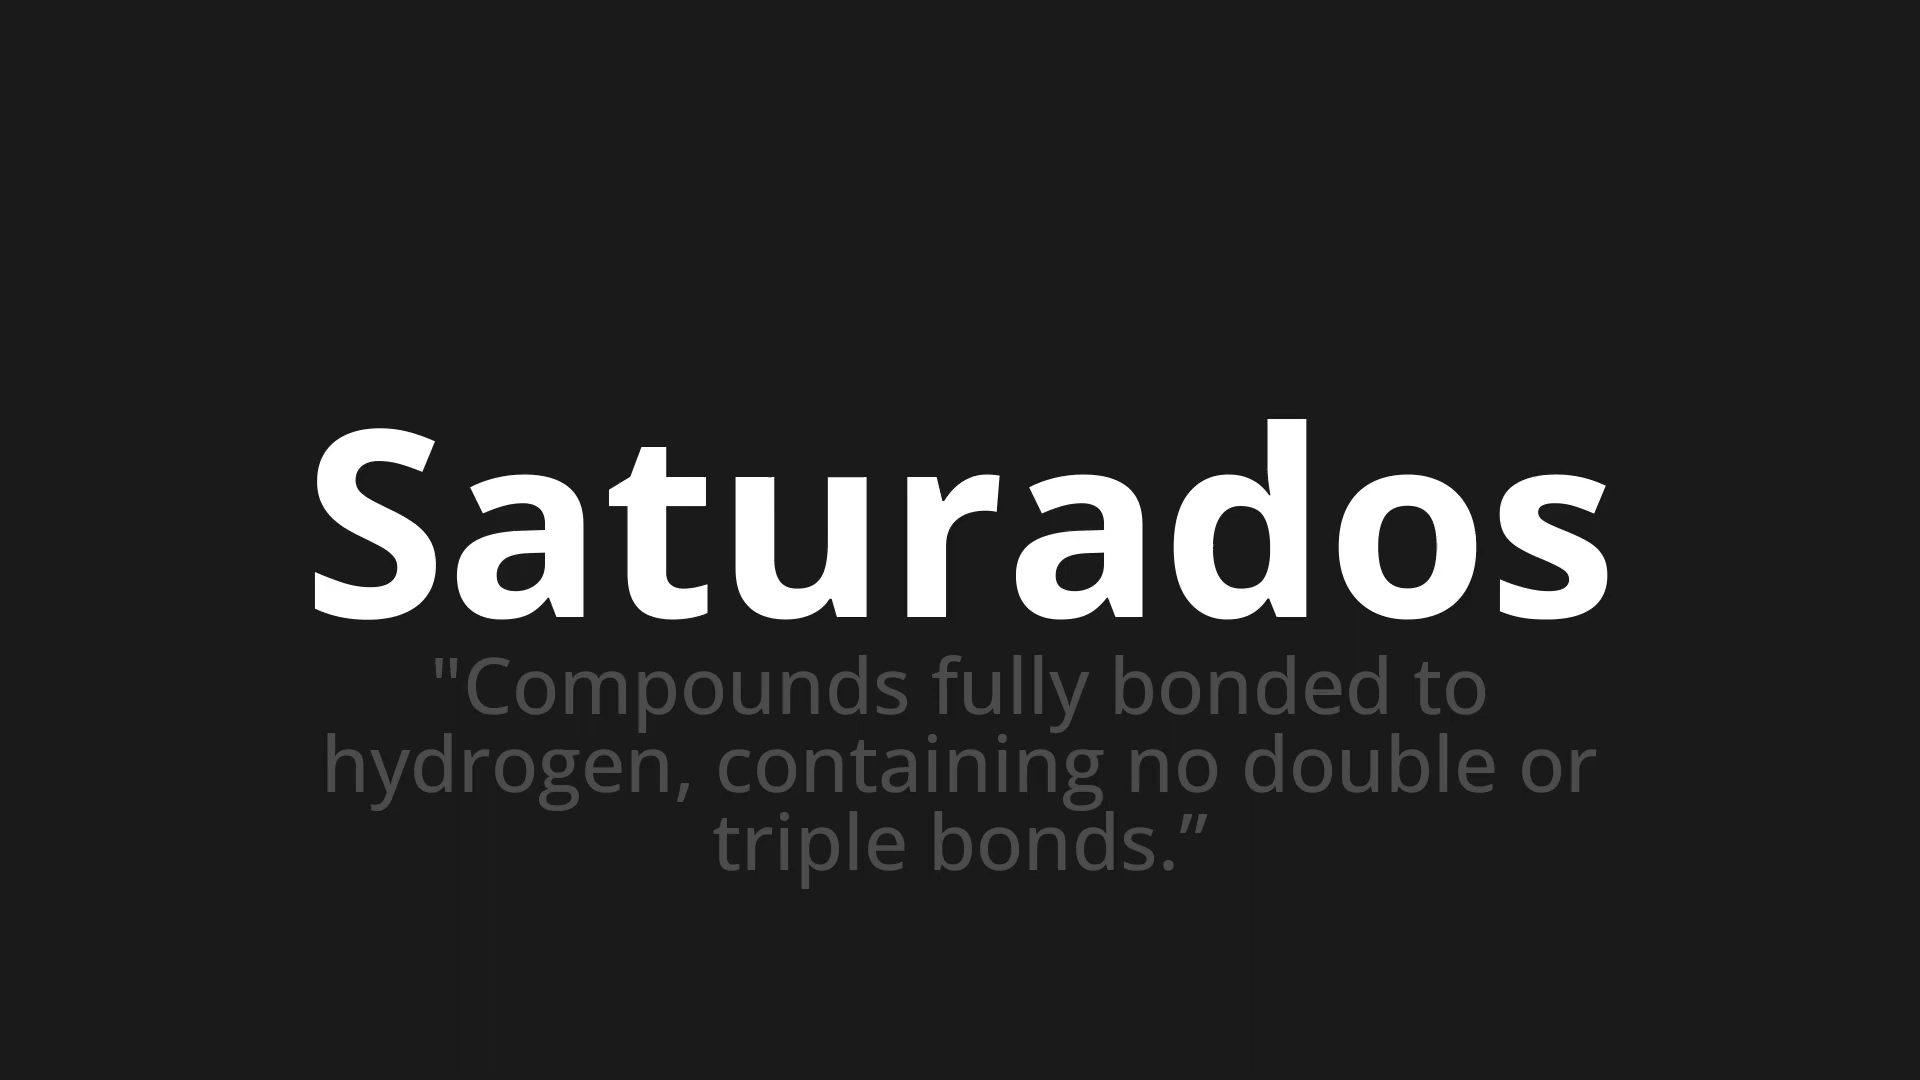 Saturados
"Compounds fully bonded to
hydrogen, containing no double or
triple bonds.”